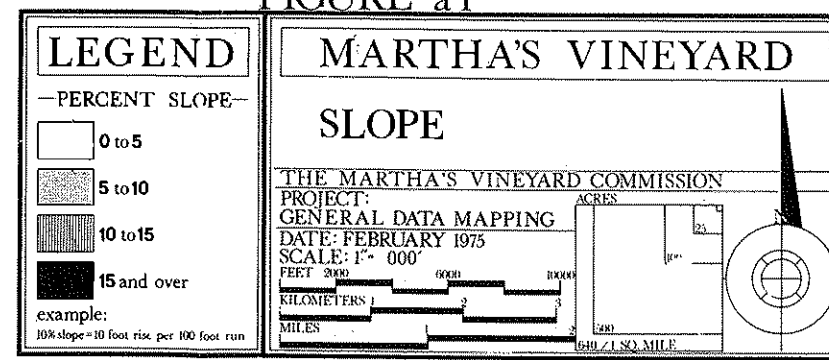 FIGURE a1
LEGEND
—PERCENT SLOPE—
0 to 5
5 to 10
10 to 15
15 and over
example:
10% slope=10 foot rise per 100 foot run
MARTHA'S VINEYARD
SLOPE
THE MARTHA'S VINEYARD COMMISSION
PROJECT:
GENERAL DATA MAPPING
DATE: FEBRUARY 1975
SCALE: 1"= 000'
FEET 2000 6000 10000
KILOMETERS 1 2 3
MILES 1 2
ACRES
25
100
500
640 / 1 SQ. MILE
N